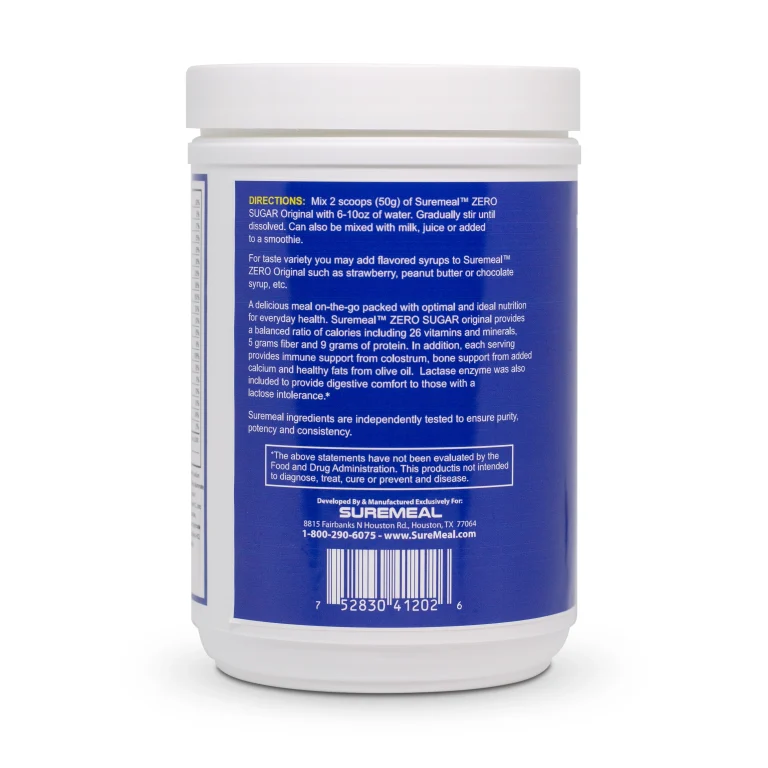 DIRECTIONS: Mix 2 scoops (50g) of Suremeal™ ZERO
SUGAR Original with 6-10oz of water. Gradually stir until
dissolved. Can also be mixed with milk, juice or added
to a smoothie.
For taste variety you may add flavored syrups to Suremeal™
ZERO Original such as strawberry, peanut butter or chocolate
syrup, etc.
A delicious meal on-the-go packed with optimal and ideal nutrition
for everyday health. Suremeal™ ZERO SUGAR original provides
a balanced ratio of calories including 26 vitamins and minerals,
5 grams fiber and 9 grams of protein. In addition, each serving
provides immune support from colostrum, bone support from added
calcium and healthy fats from olive oil. Lactase enzyme was also
included to provide digestive comfort to those with a
lactose intolerance.*
Suremeal ingredients are independently tested to ensure purity,
potency and consistency.
*The above statements have not been evaluated by the
Food and Drug Administration. This productis not intended
to diagnose, treat, cure or prevent and disease.
Developed By & Manufactured Exclusively For:
SUREMEAL
8815 Fairbanks N Houston Rd., Houston, TX 77064
1-800-290-6075 - www.SureMeal.com
7 52830 41202 6